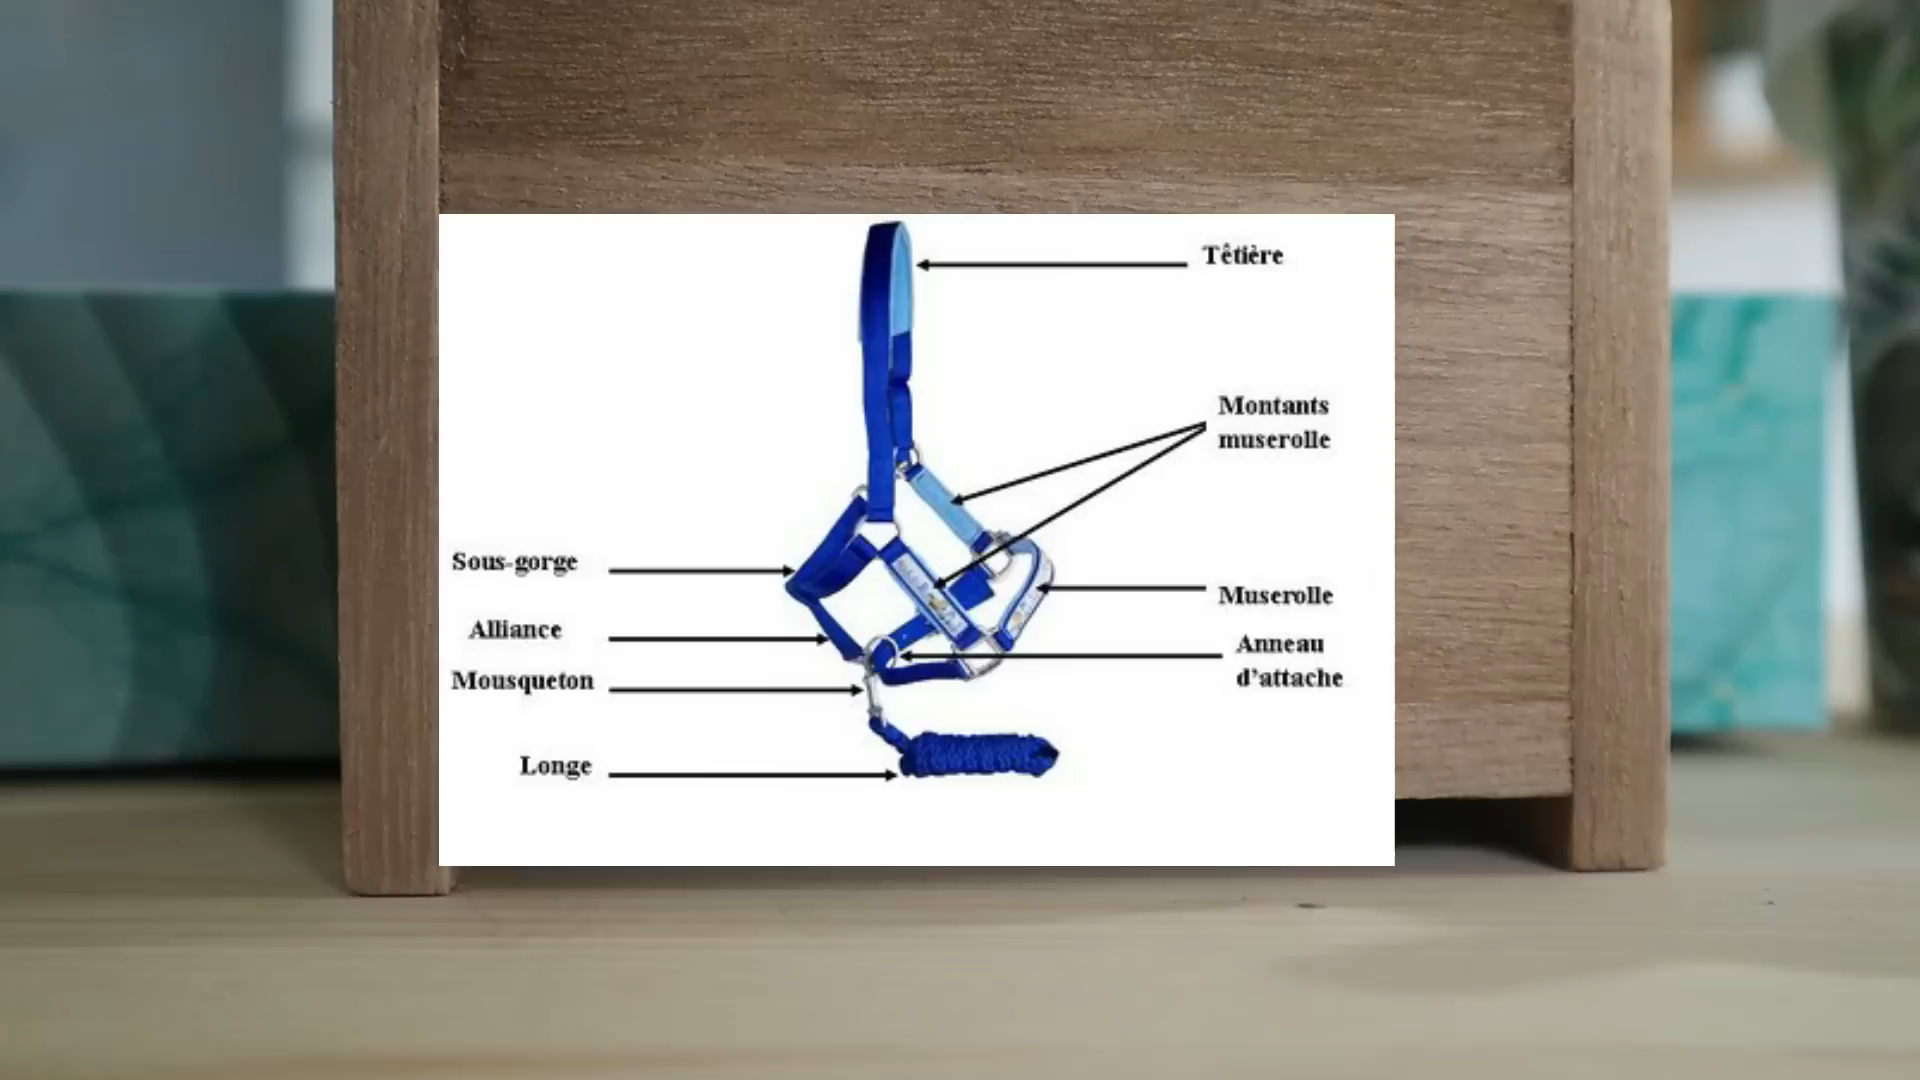 Têtière
Montants
muserolle
Sous-gorge
Muserolle
Alliance
Anneau
d’attache
Mousqueton
Longe